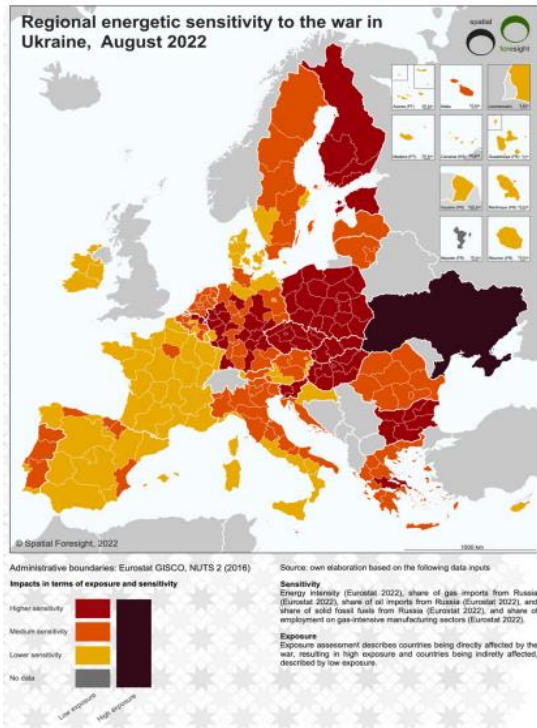 Regional energetic sensitivity to the war in
Ukraine, August 2022
spatial
foresight
© Spatial Foresight, 2022
1000 km
Administrative boundaries: Eurostat GISCO, NUTS 2 (2016)
Impacts in terms of exposure and sensitivity
Higher sensitivity
Medium sensitivity
Lower sensitivity
No data
Low exposure
High exposure
Source: own elaboration based on the following data inputs
Sensitivity
Energy intensity (Eurostat 2022), share of gas imports from Russia
(Eurostat 2022), share of oil imports from Russia (Eurostat 2022), and
share of solid fossil fuels from Russia (Eurostat 2022), and share of
employment on gas-intensive manufacturing sectors (Eurostat 2022).
Exposure
Exposure assessment describes countries being directly affected by the
war, resulting in high exposure and countries being indirectly affected,
described by low exposure.